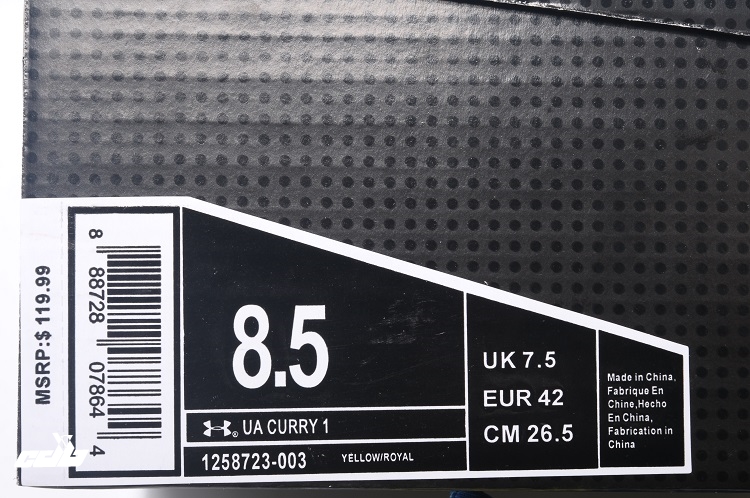 MSRP:$ 119.99
8 88728 07864 4
8.5
UA CURRY 1
1258723-003 YELLOW/ROYAL
UK 7.5
EUR 42
CM 26.5
Made in China,
Fabrique En
Chine,Hecho
En China,
Fabrication in
China